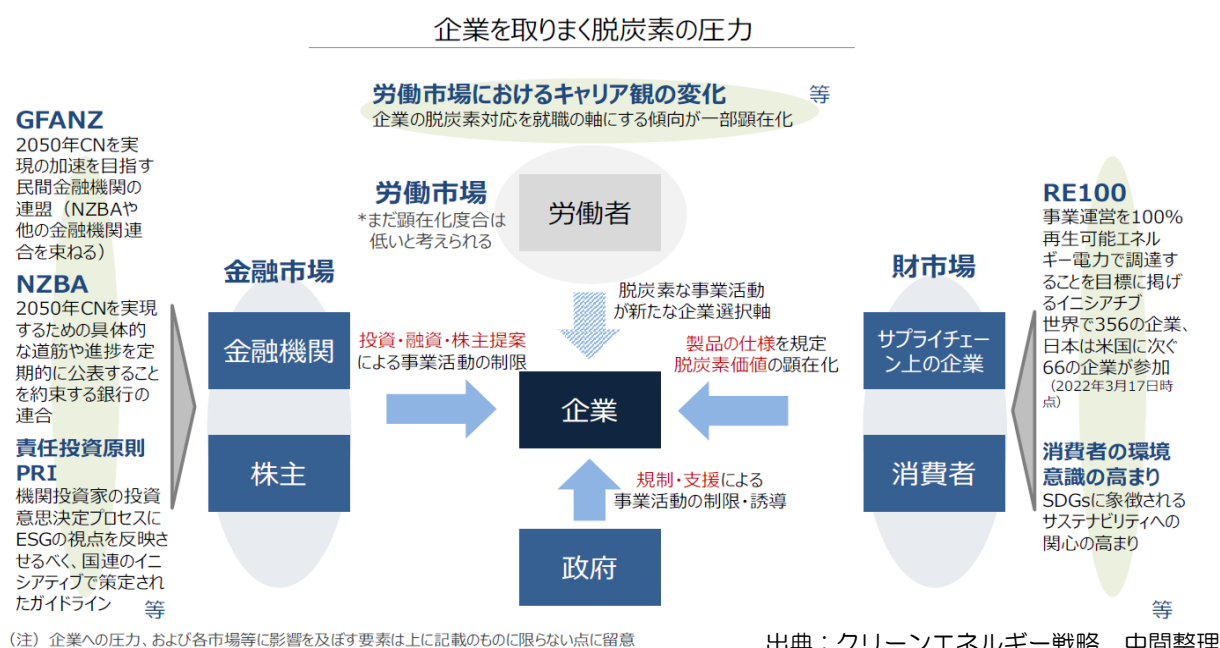 企業を取りまく脱炭素の圧力
労働市場におけるキャリア観の変化
等
企業の脱炭素対応を就職の軸にする傾向が一部顕在化
GFANZ
2050年CNを実
現の加速を目指す
民間金融機関の
連盟（NZBAや
他の金融機関連
合を束ねる）
NZBA
2050年CNを実現
するための具体的
な道筋や進捗を定
期的に公表すること
を約束する銀行の
連合
責任投資原則
PRI
機関投資家の投資
意思決定プロセスに
ESGの視点を反映さ
せるべく、国連のイニ
シアティブで策定され
たガイドライン
等
金融市場
金融機関
株主
投資・融資・株主提案
による事業活動の制限
労働市場
*まだ顕在化度合は
低いと考えられる
労働者
脱炭素な事業活動
が新たな企業選択軸
企業
規制・支援による
事業活動の制限・誘導
政府
製品の仕様を規定
脱炭素価値の顕在化
財市場
サプライチェー
ン上の企業
消費者
RE100
事業運営を100%
再生可能エネル
ギー電力で調達す
ることを目標に掲げ
るイニシアチブ
世界で356の企業、
日本は米国に次ぐ
66の企業が参加
（2022年3月17日時
点）
消費者の環境
意識の高まり
SDGsに象徴される
サステナビリティへの
関心の高まり
等
（注）企業への圧力、および各市場等に影響を及ぼす要素は上に記載のものに限らない点に留意
出典：クリーンエネルギー戦略　中間整理